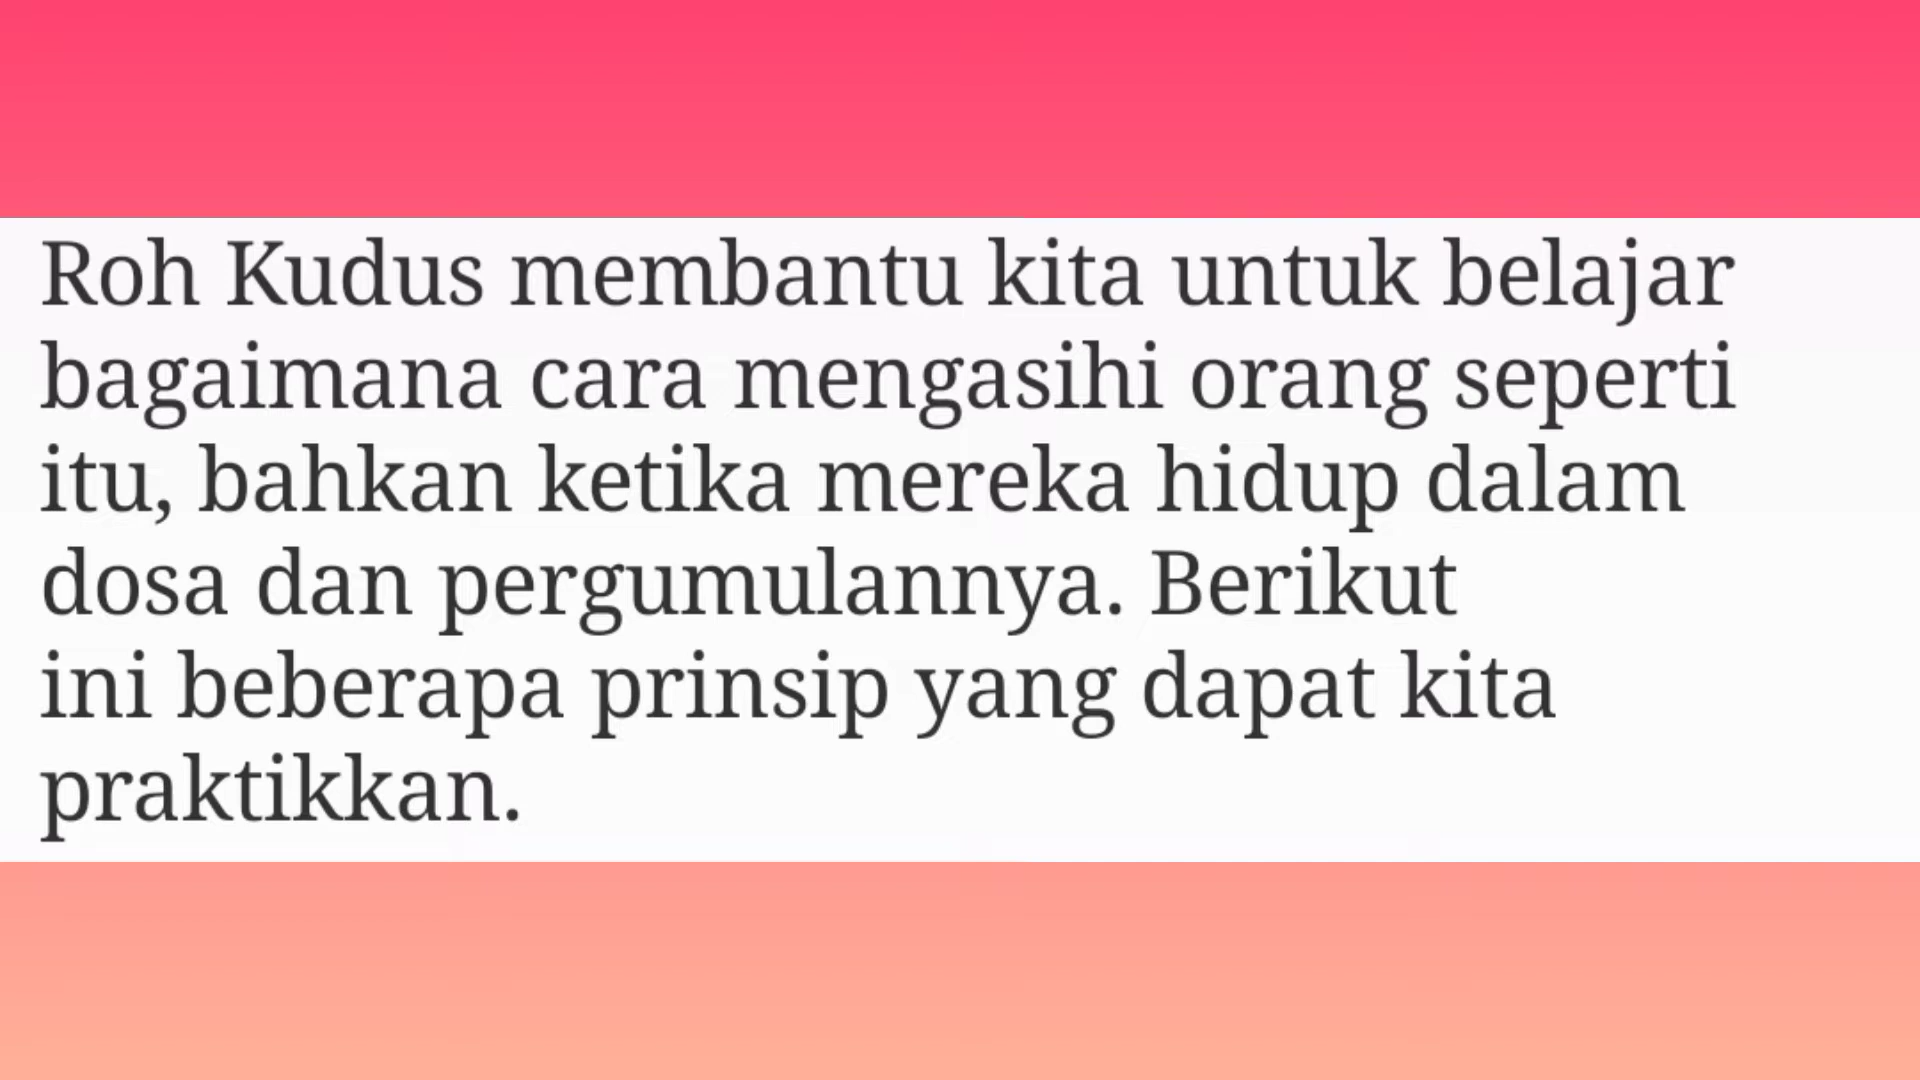 Roh Kudus membantu kita untuk belajar
bagaimana cara mengasihi orang seperti
itu, bahkan ketika mereka hidup dalam
dosa dan pergumulannya. Berikut
ini beberapa prinsip yang dapat kita
praktikkan.